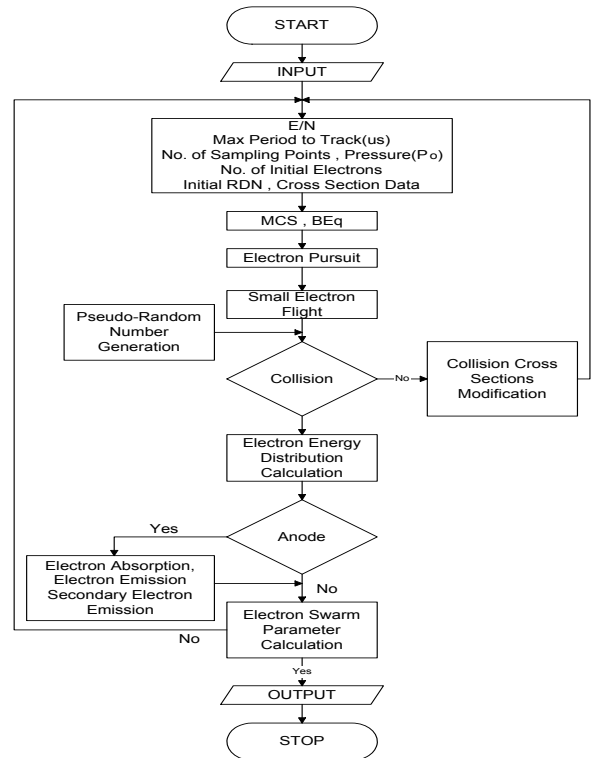 START
INPUT
E/N
Max Period to Track(us)
No. of Sampling Points , Pressure(Po)
No. of Initial Electrons
Initial RDN , Cross Section Data
MCS , BEq
Electron Pursuit
Small Electron
Flight
Pseudo-Random
Number
Generation
Collision
No
Collision Cross
Sections
Modification
Electron Energy
Distribution
Calculation
Yes
Anode
Electron Absorption,
Electron Emission
Secondary Electron
Emission
No
Electron Swarm
Parameter
Calculation
No
Yes
OUTPUT
STOP